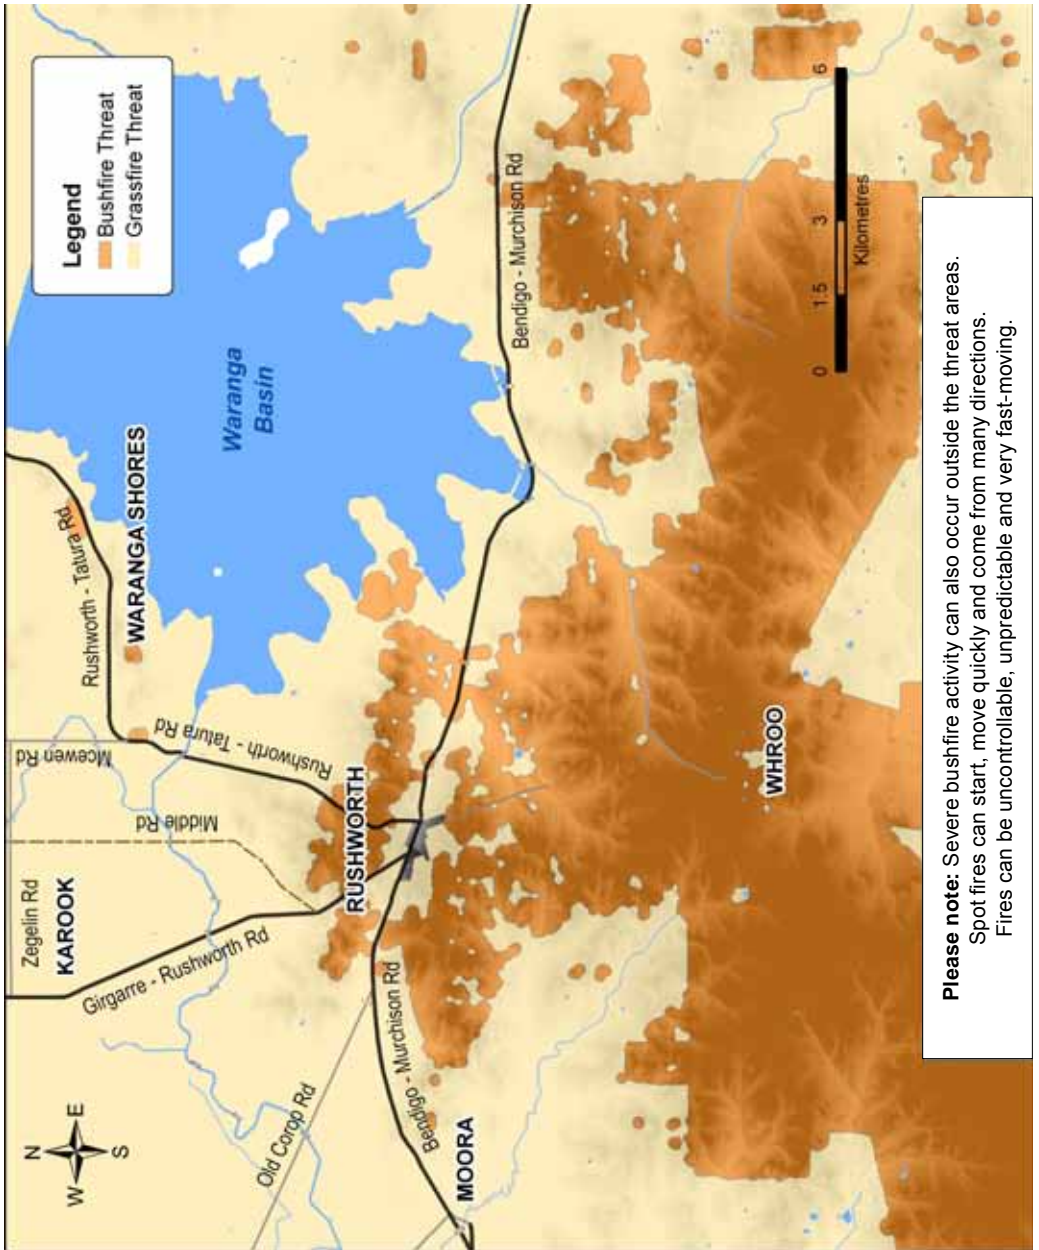 Legend
Bushfire Threat
Grassfire Threat
N
W
E
S
Zegelin Rd
KAROOK
Middle Rd
Mcewen Rd
Rushworth - Tatura Rd
WARANGA SHORES
Waranga
Basin
Girgarre - Rushworth Rd
Rushworth - Tatura Rd
Old Corop Rd
RUSHWORTH
Bendigo - Murchison Rd
Bendigo - Murchison Rd
MOORA
WHROO
0
1.5
3
6
Kilometres
Please note: Severe bushfire activity can also occur outside the threat areas.
Spot fires can start, move quickly and come from many directions.
Fires can be uncontrollable, unpredictable and very fast-moving.